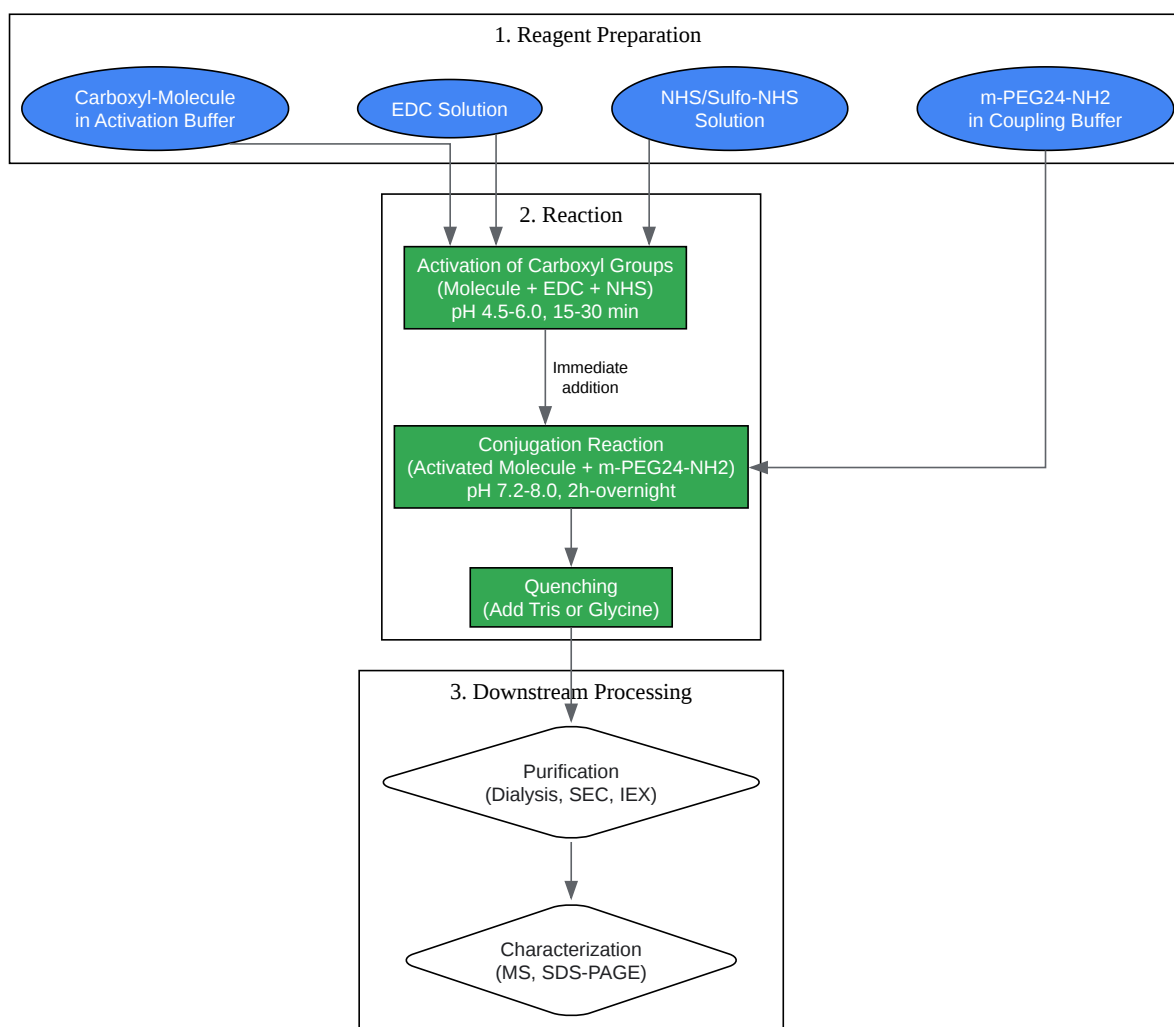 1. Reagent Preparation
Carboxyl-Molecule
in Activation Buffer
EDC Solution
NHS/Sulfo-NHS
Solution
m-PEG24-NH2
in Coupling Buffer
2. Reaction
Activation of Carboxyl Groups
(Molecule + EDC + NHS)
pH 4.5-6.0, 15-30 min
Immediate
addition
Conjugation Reaction
(Activated Molecule + m-PEG24-NH2)
pH 7.2-8.0, 2h-overnight
Quenching
(Add Tris or Glycine)
3. Downstream Processing
Purification
(Dialysis, SEC, IEX)
Characterization
(MS, SDS-PAGE)